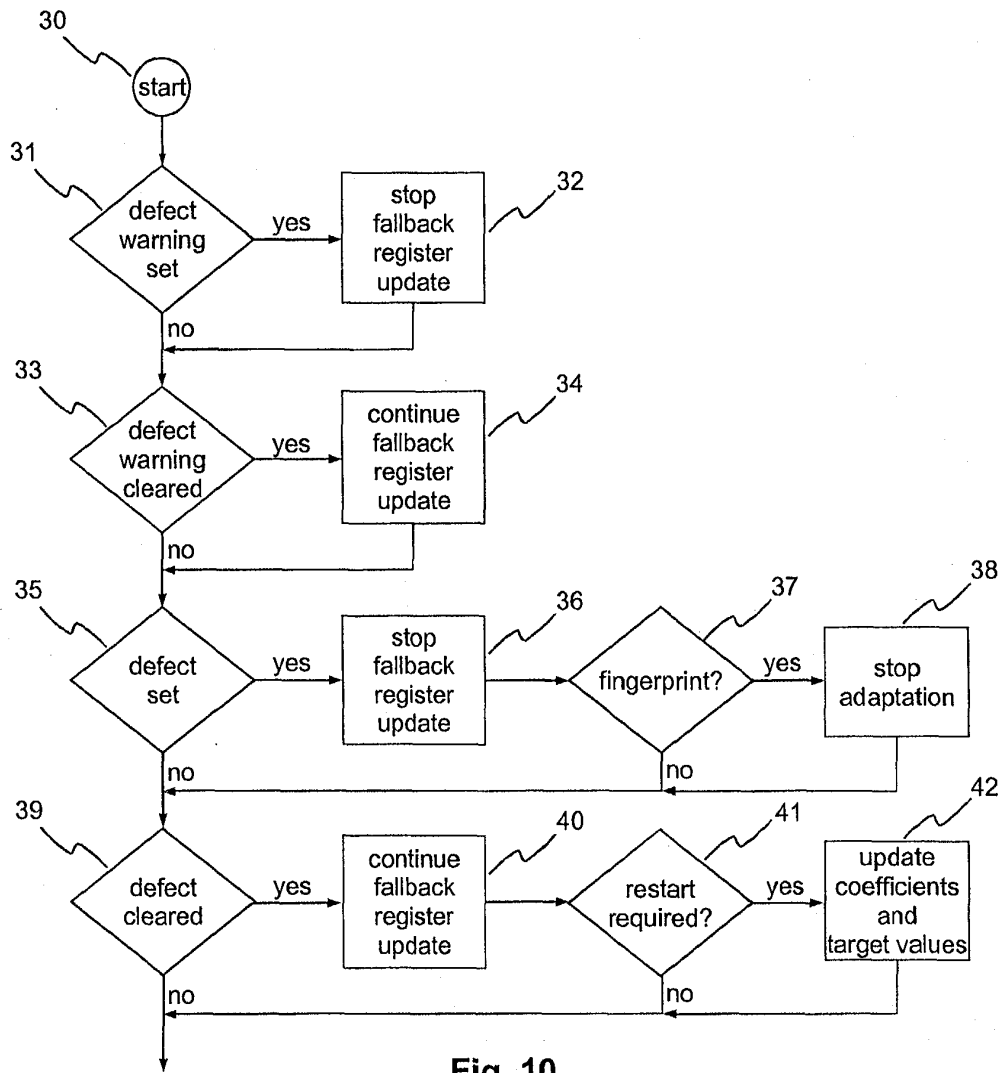 30
start
31
defect
warning
set
yes
stop
fallback
register
update
32
no
33
defect
warning
cleared
yes
continue
fallback
register
update
34
no
35
defect
set
yes
stop
fallback
register
update
36
fingerprint?
37
yes
stop
adaptation
38
no
no
39
defect
cleared
yes
continue
fallback
register
update
40
restart
required?
41
yes
update
coefficients
and
target values
42
no
no
Fig. 10